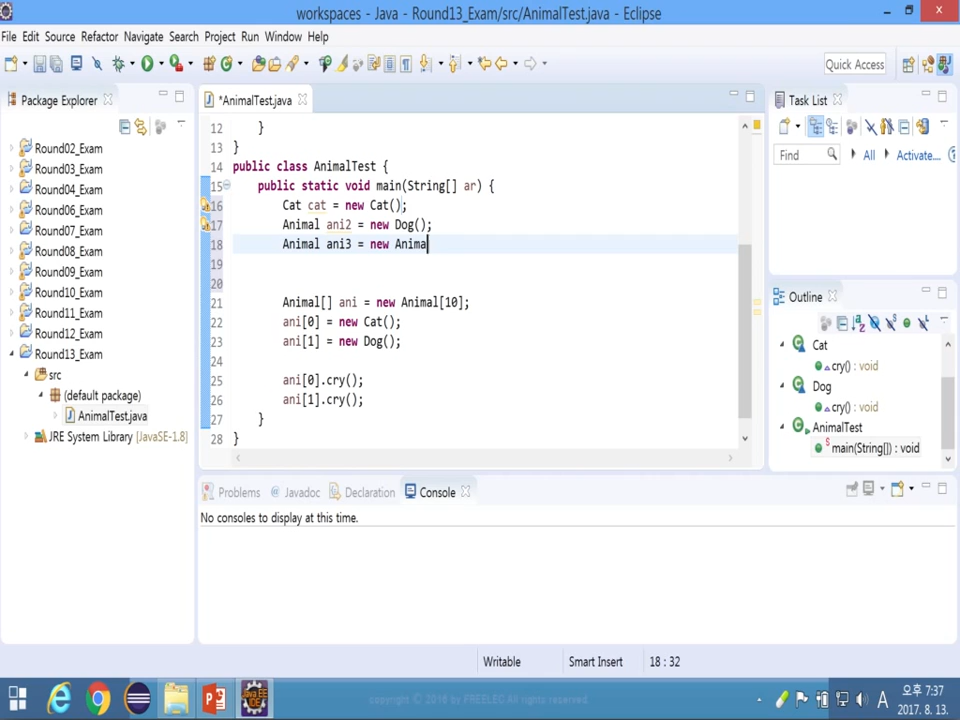 workspaces - Java - Round13_Exam/src/AnimalTest.java - Eclipse
File Edit Source Refactor Navigate Search Project Run Window Help
Quick Access
Package Explorer
*AnimalTest.java
Task List
Round02_Exam
Round03_Exam
Round04_Exam
Round06_Exam
Round07_Exam
Round08_Exam
Round09_Exam
Round10_Exam
Round11_Exam
Round12_Exam
Round13_Exam
src
(default package)
AnimalTest.java
JRE System Library [JavaSE-1.8]
12 }
13 }
14 public class AnimalTest {
15 public static void main(String[] ar) {
16 Cat cat = new Cat();
17 Animal ani2 = new Dog();
18 Animal ani3 = new Anima
19
20
21 Animal[] ani = new Animal[10];
22 ani[0] = new Cat();
23 ani[1] = new Dog();
24
25 ani[0].cry();
26 ani[1].cry();
27 }
28 }
Find All Activate...
Outline
Cat
cry() : void
Dog
cry() : void
AnimalTest
main(String[]) : void
Problems @ Javadoc Declaration Console
No consoles to display at this time.
Writable Smart Insert 18 : 32
copyright © 2016 by FREELEC All rights reserved.
A
오후 7:37
2017. 8. 13.